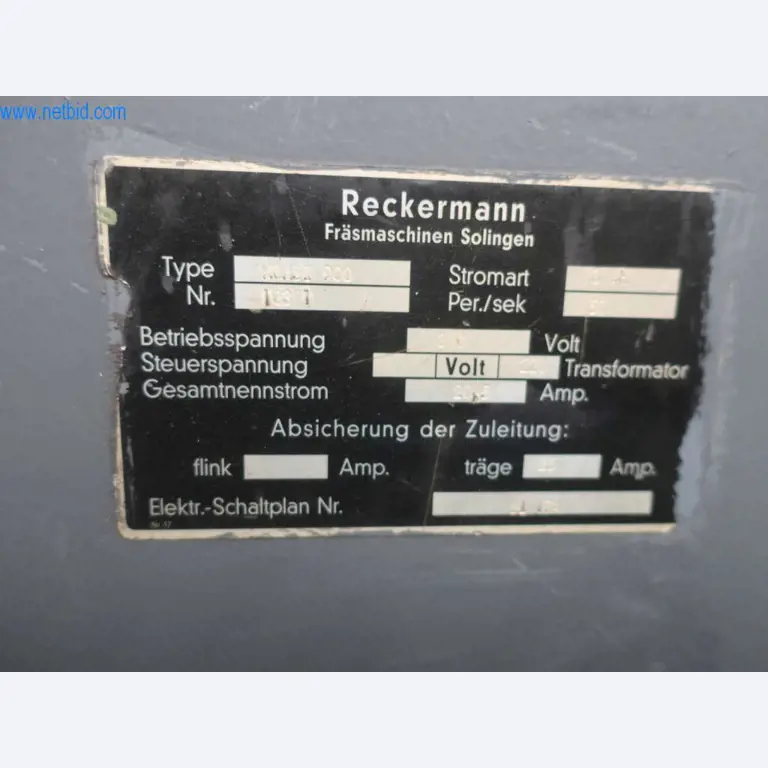 www.netbid.com
Reckermann
Fräsmaschinen Solingen
Type
Stromart
Nr.
Per./sek
Betriebsspannung Volt
Steuerspannung Volt Transformator
Gesamtnennstrom Amp.
Absicherung der Zuleitung:
flink Amp. träge Amp.
Elektr.-Schaltplan Nr.